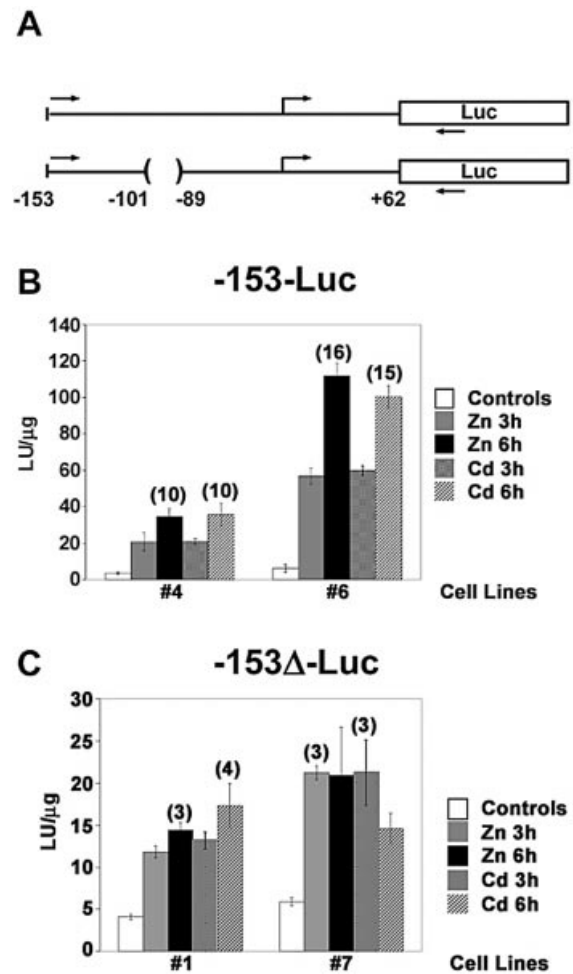 A
Luc
Luc
-153 -101 -89 +62
B
-153-Luc
140
120
100
80
60
40
20
0
LU/µg
(10) (10) (16) (15)
Controls
Zn 3h
Zn 6h
Cd 3h
Cd 6h
#4 #6 Cell Lines
C
-153Δ-Luc
30
25
20
15
10
5
0
LU/µg
(3) (4) (3) (3)
Controls
Zn 3h
Zn 6h
Cd 3h
Cd 6h
#1 #7 Cell Lines